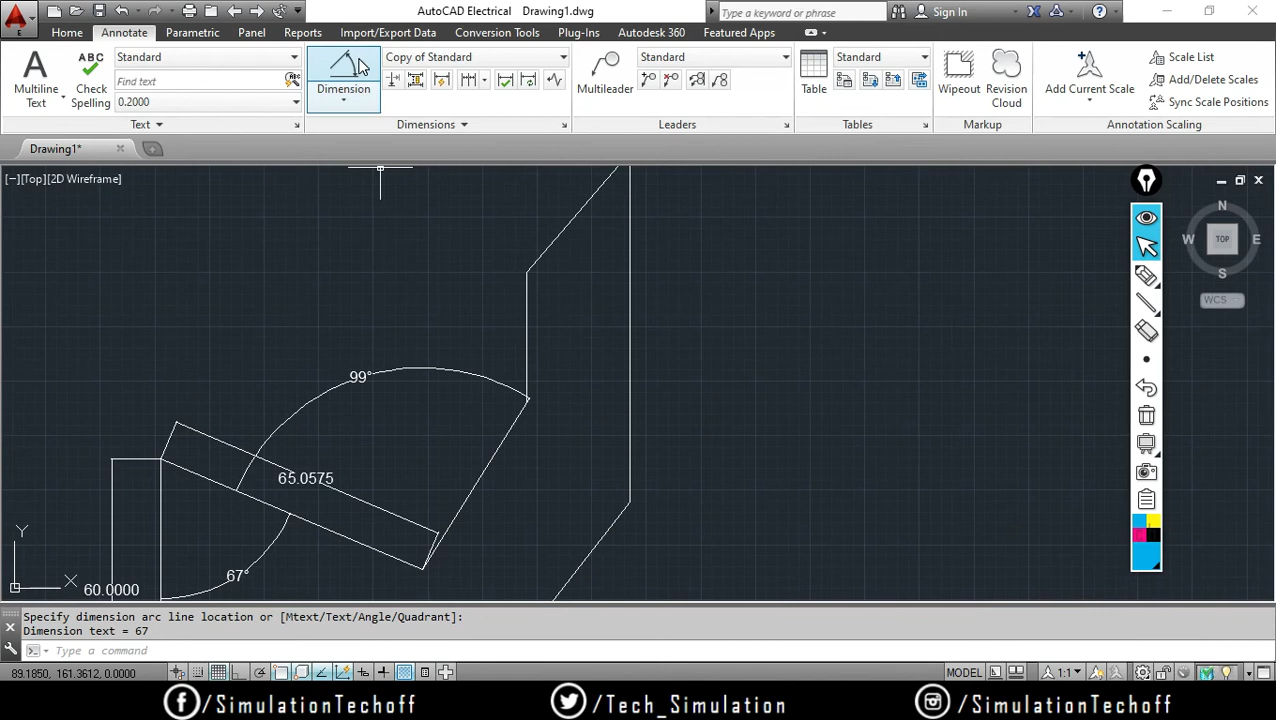 AutoCAD Electrical Drawing1.dwg
Type a keyword or phrase
Sign In
Home Annotate Parametric Panel Reports Import/Export Data Conversion Tools Plug-Ins Autodesk 360 Featured Apps
E
A
Multiline
Text
ABC
Check
Spelling
Standard
Find text
0.2000
Dimension
Copy of Standard
Multileader
Standard
Table
Standard
Wipeout
Revision
Cloud
Add Current Scale
Scale List
Add/Delete Scales
Sync Scale Positions
Text Dimensions Leaders Tables Markup Annotation Scaling
Drawing1*
[−][Top][2D Wireframe]
N
W TOP E
S
WCS
99°
65.0575
67°
60.0000
Y
X
Specify dimension arc line location or [Mtext/Text/Angle/Quadrant]:
Dimension text = 67
Type a command
89.1850, 161.3612, 0.0000
MODEL
1:1
/SimulationTechoff
/Tech_Simulation
/SimulationTechoff